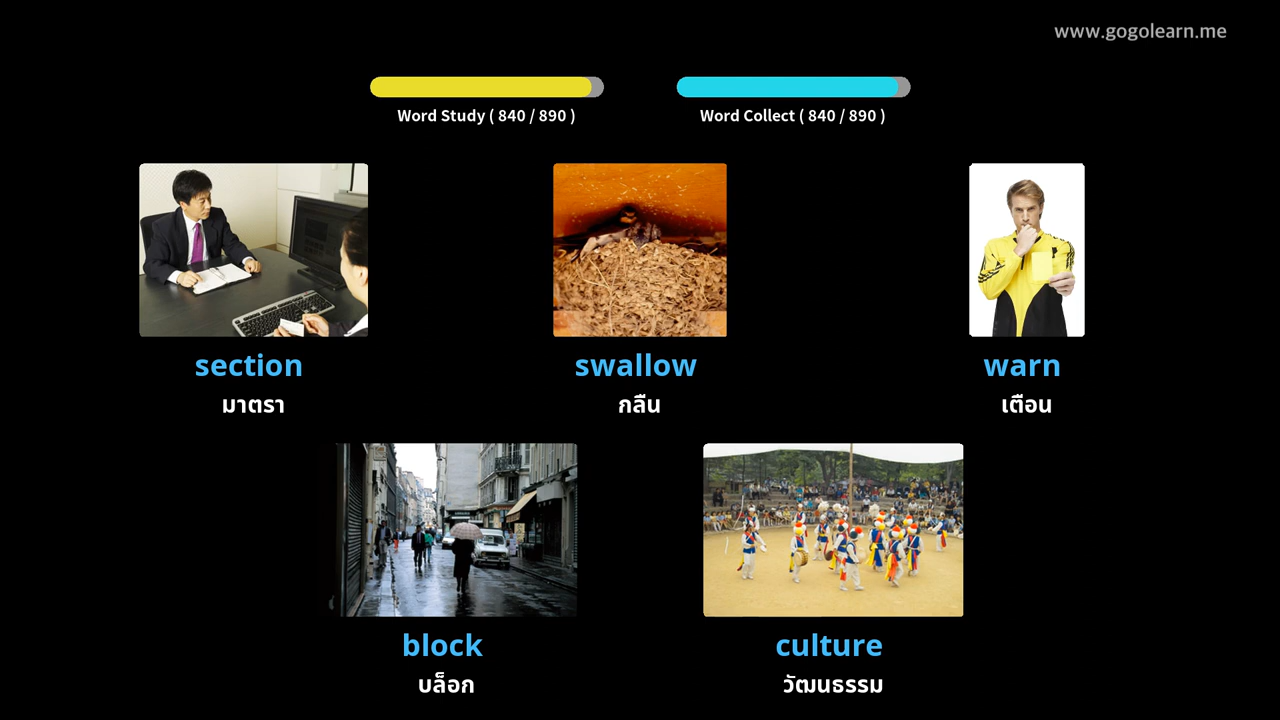 www.gogolearn.me
Word Study ( 840 / 890 )
Word Collect ( 840 / 890 )
section
มาตรา
swallow
กลืน
warn
เตือน
block
บล็อก
culture
วัฒนธรรม